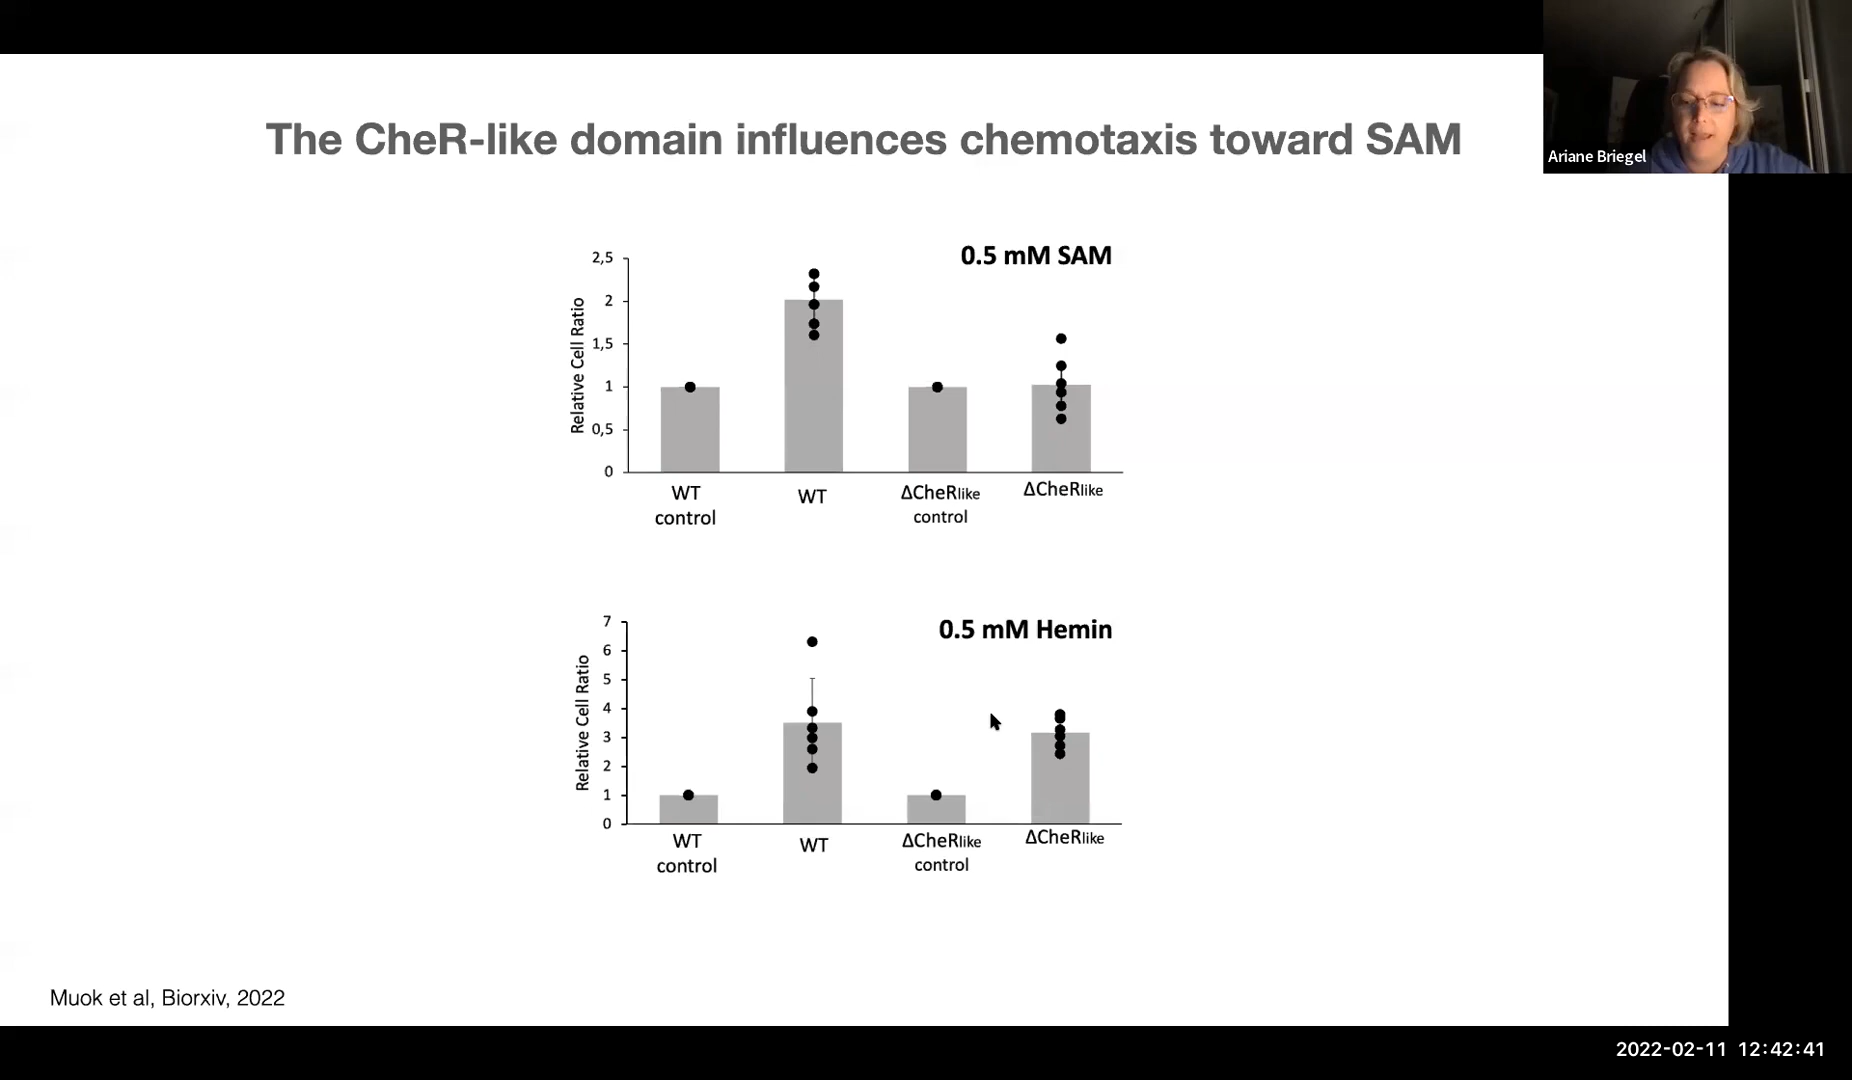 Ariane Briegel
The CheR-like domain influences chemotaxis toward SAM
0.5 mM SAM
Relative Cell Ratio
2,5
2
1,5
1
0,5
0
WT
control
WT
ΔCheRlike
control
ΔCheRlike
0.5 mM Hemin
Relative Cell Ratio
7
6
5
4
3
2
1
0
WT
control
WT
ΔCheRlike
control
ΔCheRlike
Muok et al, Biorxiv, 2022
2022-02-11 12:42:41